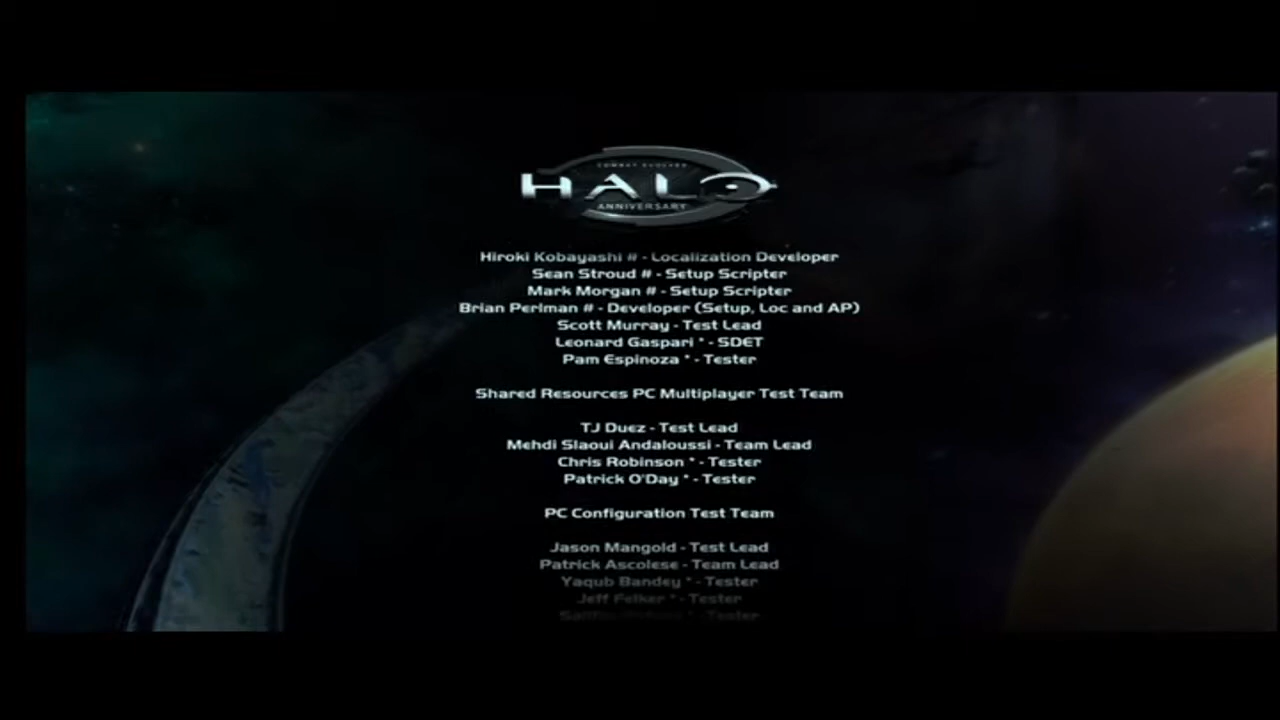 COMBAT EVOLVED
HALO
ANNIVERSARY
Hiroki Kobayashi # - Localization Developer
Sean Stroud # - Setup Scripter
Mark Morgan # - Setup Scripter
Brian Perlman # - Developer (Setup, Loc and AP)
Scott Murray - Test Lead
Leonard Gaspari * - SDET
Pam Espinoza * - Tester
Shared Resources PC Multiplayer Test Team
TJ Duez - Test Lead
Mehdi Slaoui Andaloussi - Team Lead
Chris Robinson * - Tester
Patrick O'Day * - Tester
PC Configuration Test Team
Jason Mangold - Test Lead
Patrick Ascolese - Team Lead
Yaqub Bandey * - Tester
Jeff Felker * - Tester
* - Tester